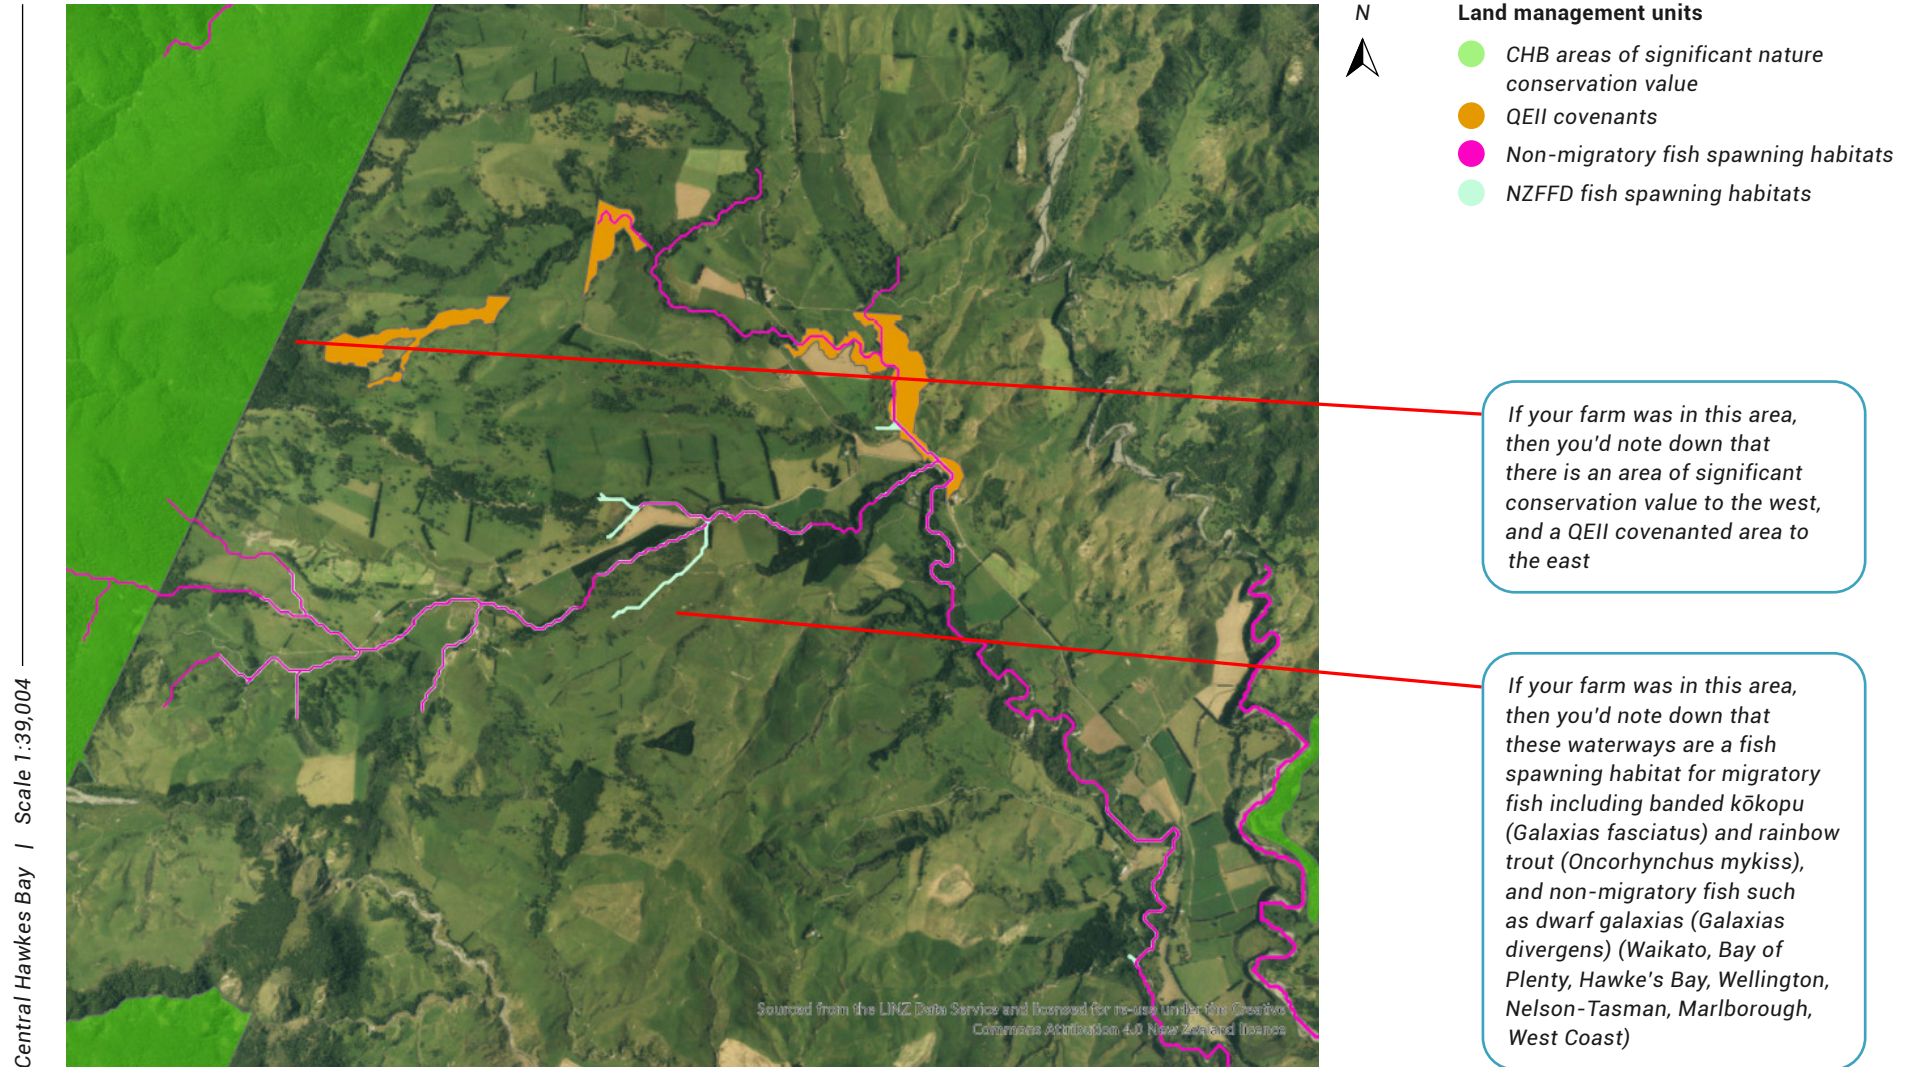 Central Hawkes Bay | Scale 1:39,004
N
Land management units
CHB areas of significant nature
conservation value
QEII covenants
Non-migratory fish spawning habitats
NZFFD fish spawning habitats
If your farm was in this area,
then you'd note down that
there is an area of significant
conservation value to the west,
and a QEII covenanted area to
the east
If your farm was in this area,
then you'd note down that
these waterways are a fish
spawning habitat for migratory
fish including banded kōkopu
(Galaxias fasciatus) and rainbow
trout (Oncorhynchus mykiss),
and non-migratory fish such
as dwarf galaxias (Galaxias
divergens) (Waikato, Bay of
Plenty, Hawke's Bay, Wellington,
Nelson-Tasman, Marlborough,
West Coast)
Sourced from the LINZ Data Service and licensed for re-use under the Creative
Commons Attribution 4.0 New Zealand licence